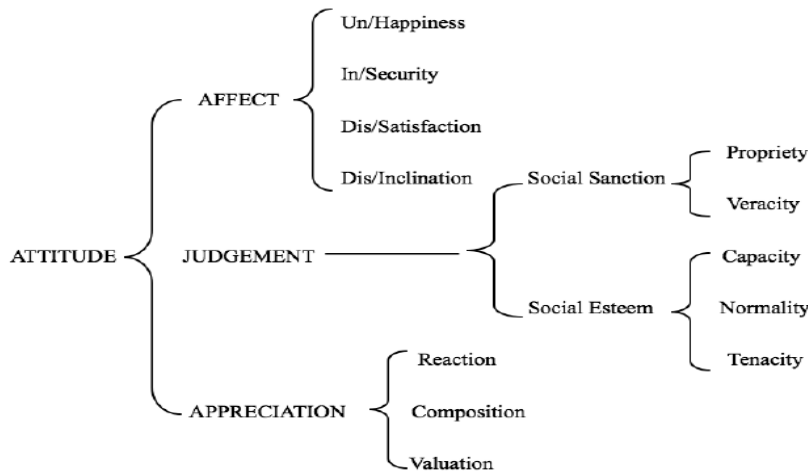 Un/Happiness
In/Security
AFFECT
Dis/Satisfaction
Dis/Inclination
Social Sanction
Propriety
Veracity
ATTITUDE
JUDGEMENT
Social Esteem
Capacity
Normality
Tenacity
Reaction
APPRECIATION
Composition
Valuation